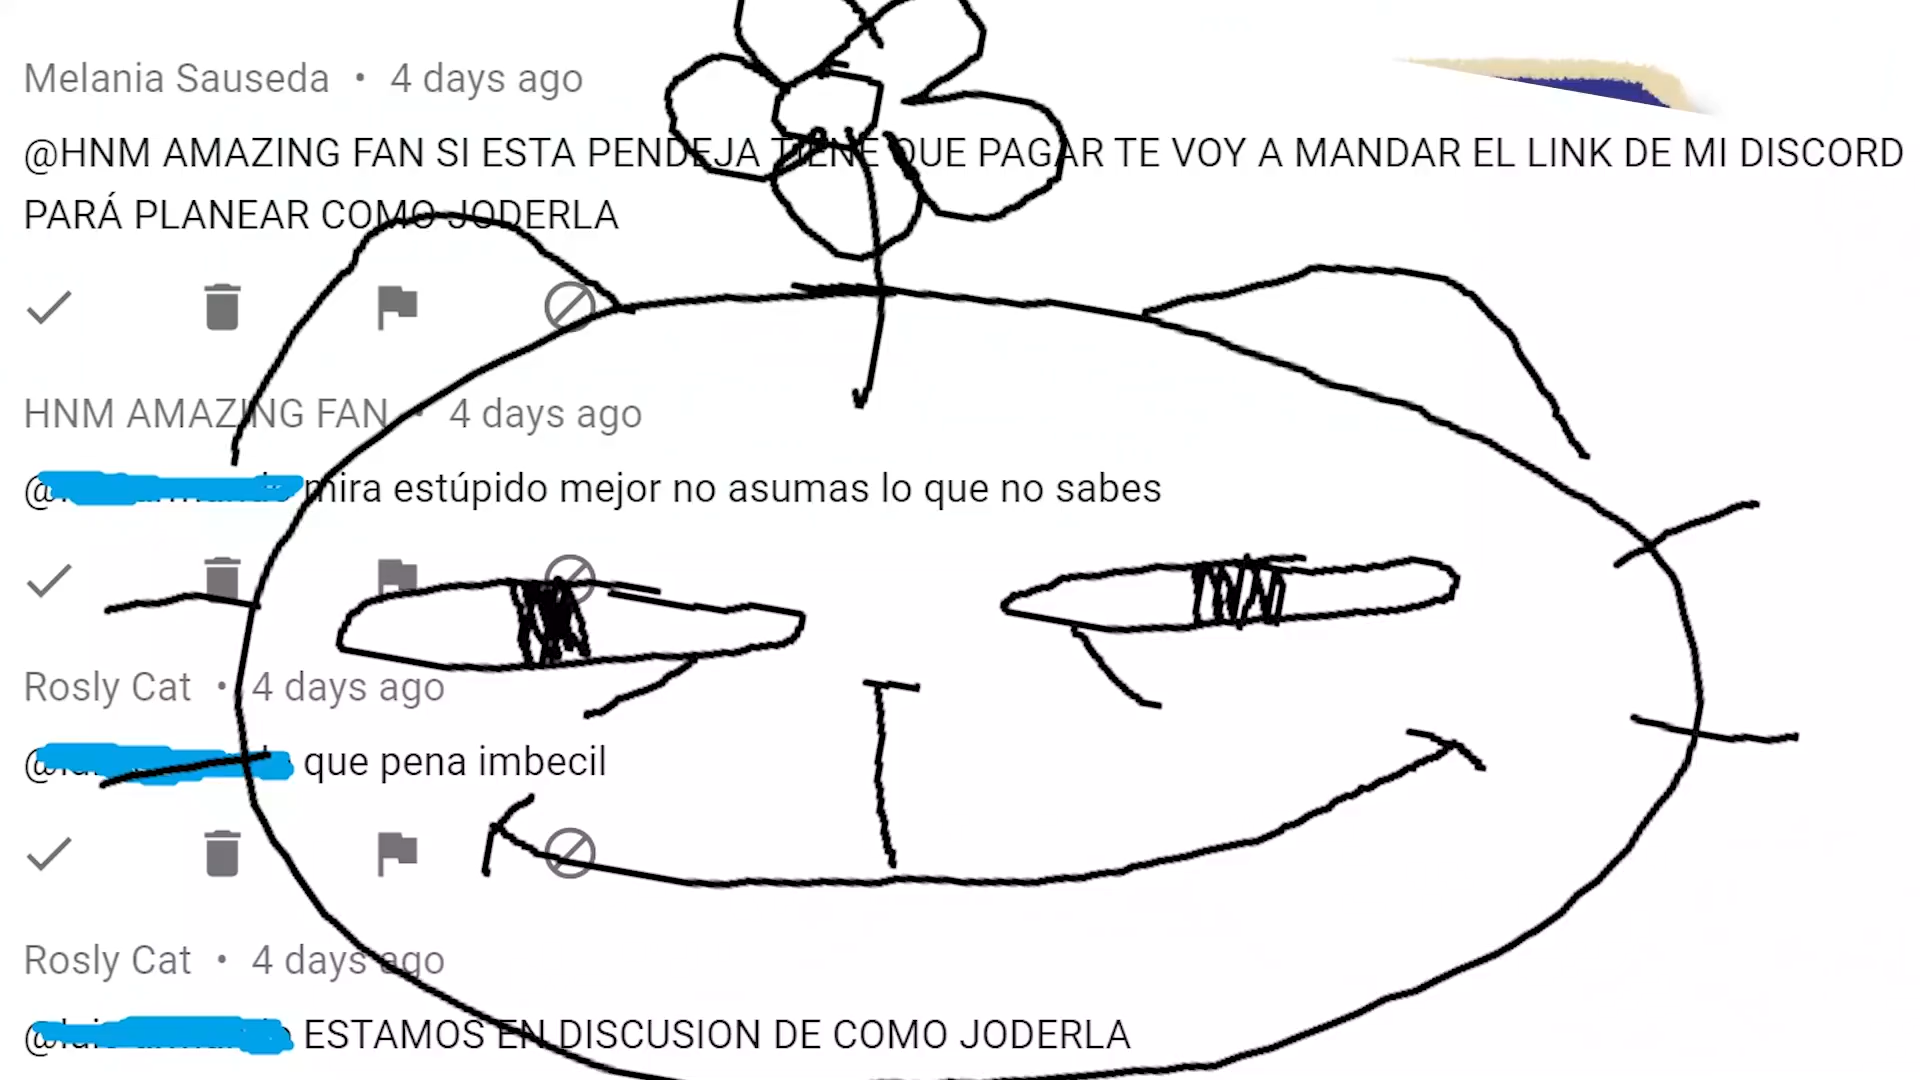 Melania Sauseda • 4 days ago
@HNM AMAZING FAN SI ESTA PENDEJA TIENE QUE PAGAR TE VOY A MANDAR EL LINK DE MI DISCORD
PARÁ PLANEAR COMO JODERLA
HNM AMAZING FAN • 4 days ago
@ mira estúpido mejor no asumas lo que no sabes
Rosly Cat • 4 days ago
@ que pena imbecil
Rosly Cat • 4 days ago
@ ESTAMOS EN DISCUSION DE COMO JODERLA